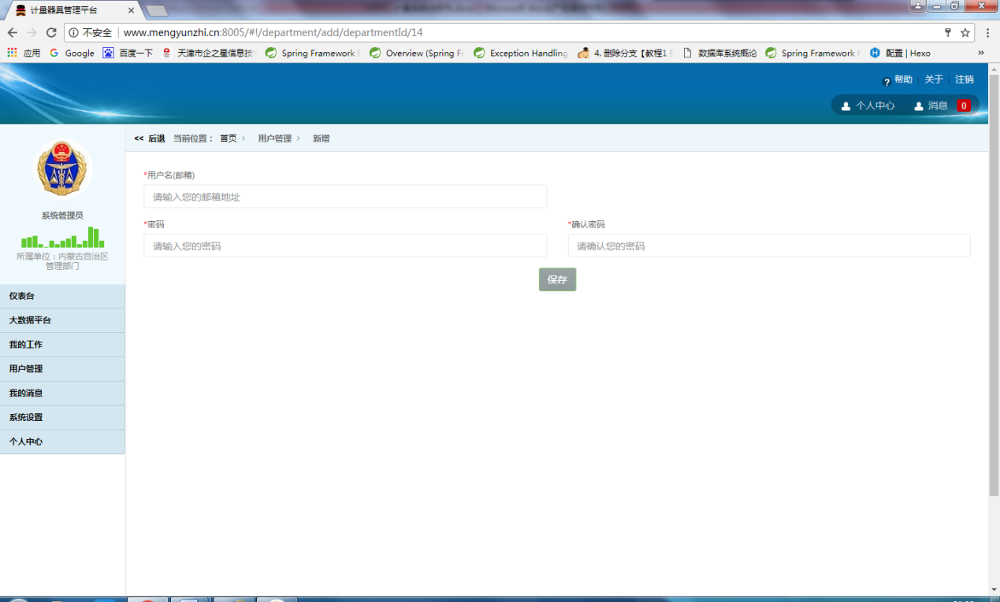 计量器具管理平台
不安全 www.mengyunzhi.cn:8005/#!/department/add/departmentId/14
应用 Google 百度一下 天津市企之星信息技 Spring Framework Overview (Spring Fr Exception Handling 4. 删除分支【教程1 数据库系统概论 Spring Framework 配置 | Hexo »
? 帮助 关于 注销
个人中心 消息 0
<< 后退 当前位置： 首页 > 用户管理 > 新增
系统管理员
所属单位：内蒙古自治区
管理部门
仪表台
大数据平台
我的工作
用户管理
我的消息
系统设置
个人中心
*用户名(邮箱)
请输入您的邮箱地址
*密码 *确认密码
请输入您的密码 请确认您的密码
保存